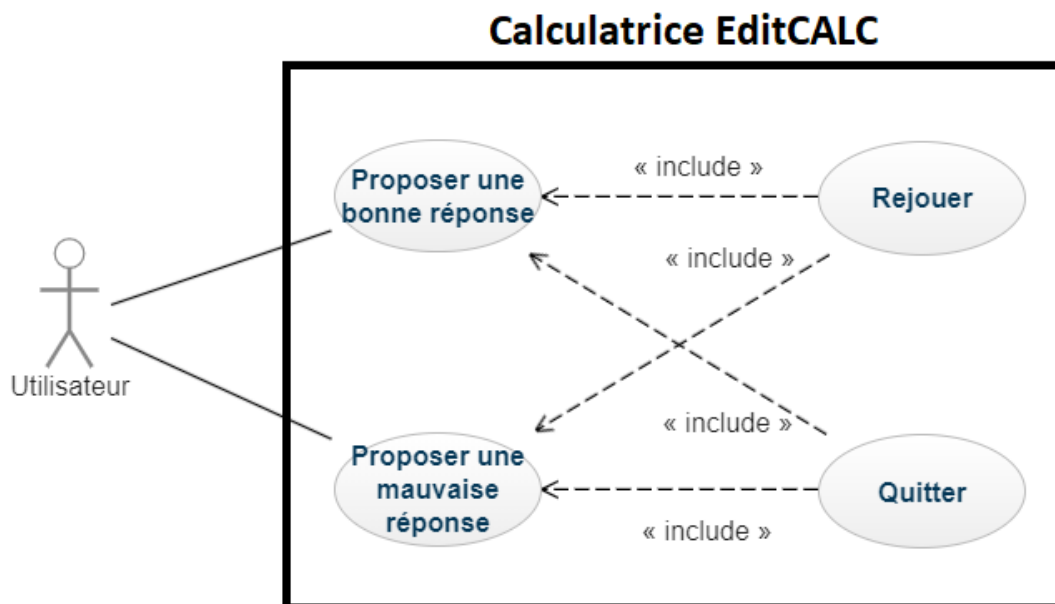 Calculatrice EditCALC
Proposer une
bonne réponse
« include »
Rejouer
« include »
Utilisateur
« include »
Proposer une
mauvaise
réponse
Quitter
« include »